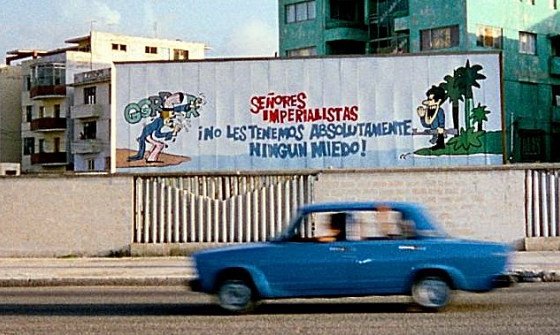 SEÑORES
IMPERIALISTAS
¡NO LES TENEMOS ABSOLUTAMENTE
NINGUN MIEDO!